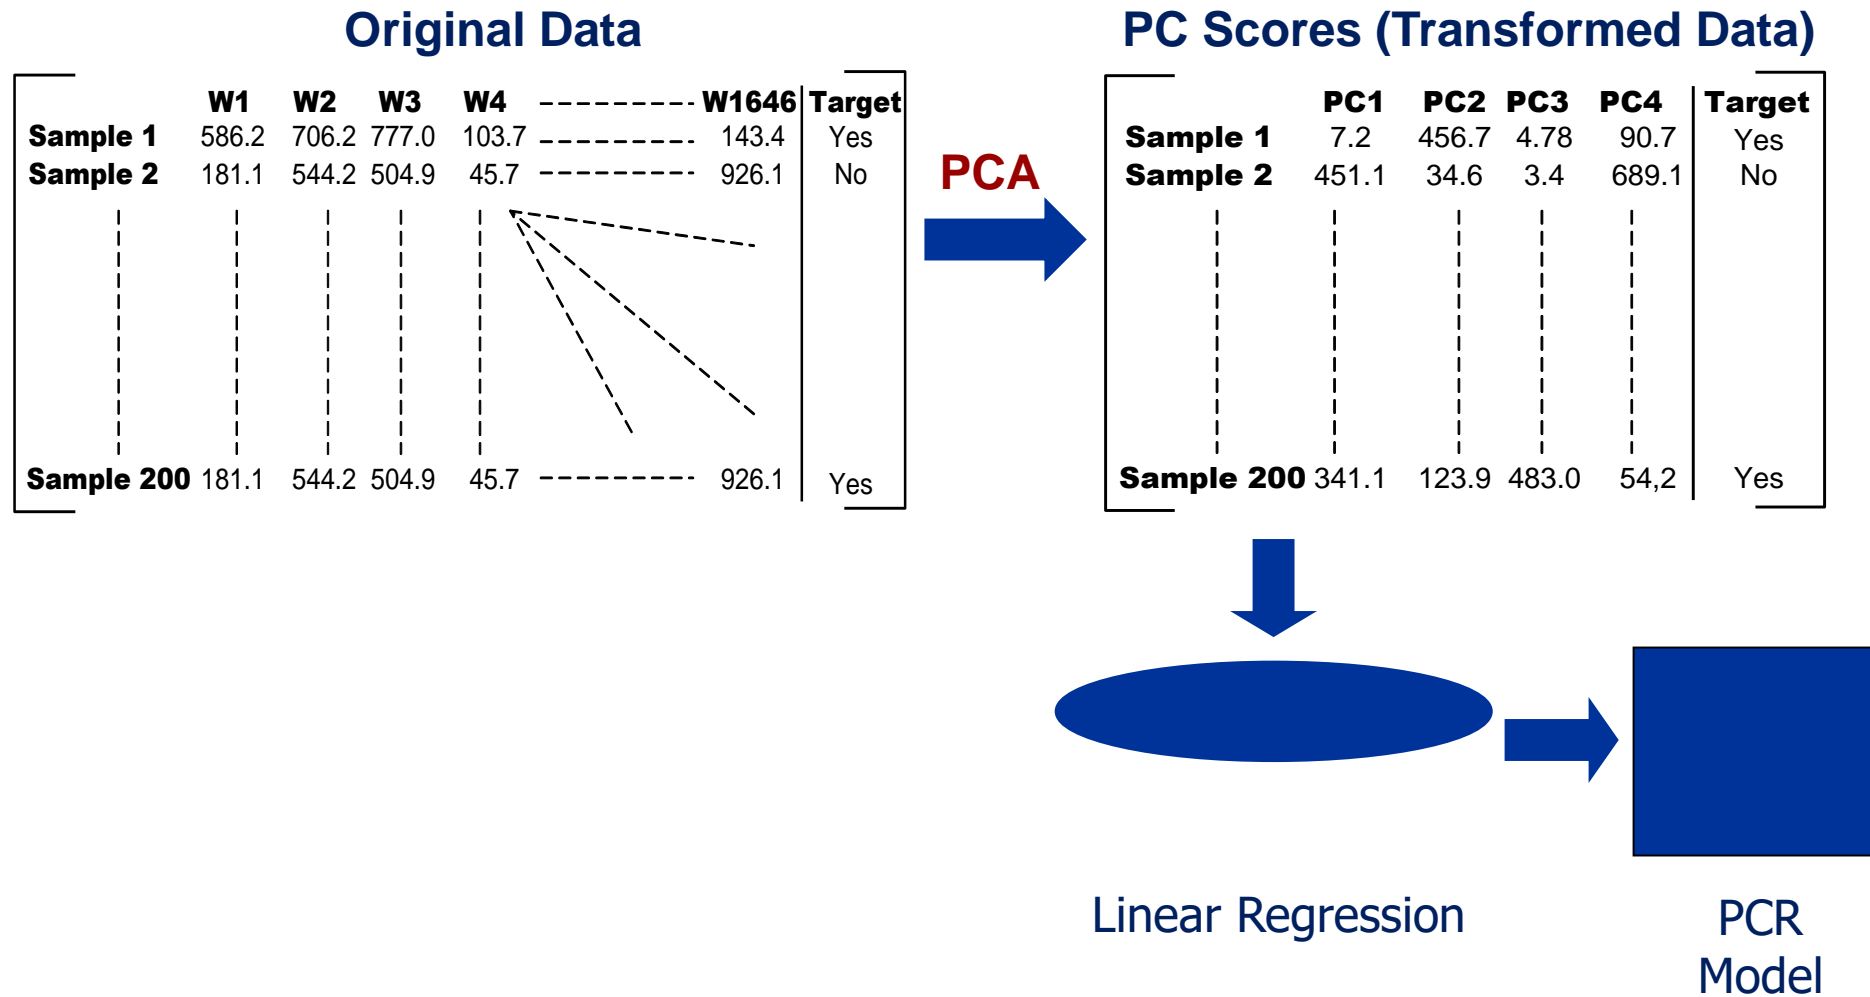 Original Data
W1 W2 W3 W4 W1646 Target
Sample 1 586.2 706.2 777.0 103.7 143.4 Yes
Sample 2 181.1 544.2 504.9 45.7 926.1 No
Sample 200 181.1 544.2 504.9 45.7 926.1 Yes
PCA
PC Scores (Transformed Data)
PC1 PC2 PC3 PC4 Target
Sample 1 7.2 456.7 4.78 90.7 Yes
Sample 2 451.1 34.6 3.4 689.1 No
Sample 200 341.1 123.9 483.0 54,2 Yes
Linear Regression
PCR
Model